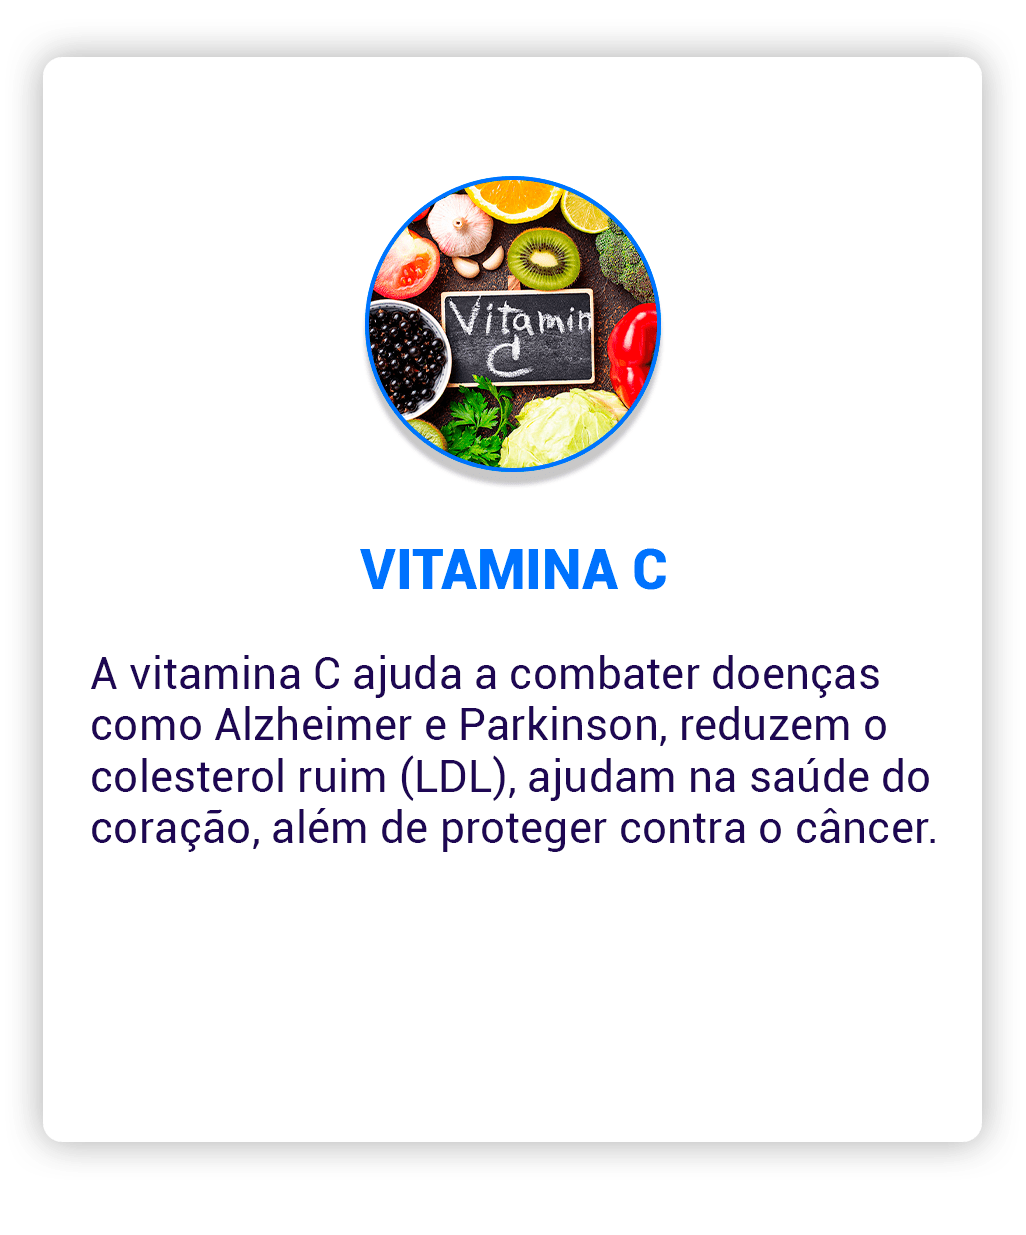 Vitamin
C
VITAMINA C
A vitamina C ajuda a combater doenças
como Alzheimer e Parkinson, reduzem o
colesterol ruim (LDL), ajudam na saúde do
coração, além de proteger contra o câncer.